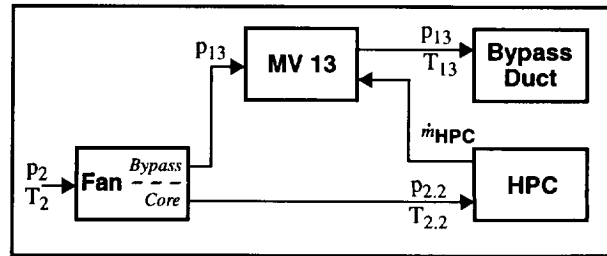 p13
MV 13
p13
T13
Bypass
Duct
ṁHPC
p2
T2
Fan
Bypass
Core
p2.2
T2.2
HPC